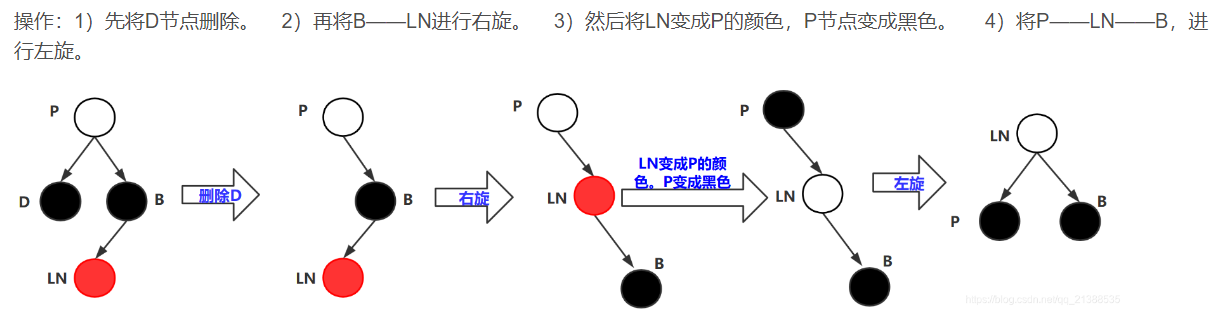 操作：1）先将D节点删除。 2）再将B——LN进行右旋。 3）然后将LN变成P的颜色，P节点变成黑色。 4）将P——LN——B，进
行左旋。
P
D
B
LN
删除D
P
B
LN
右旋
P
LN
B
LN变成P的颜
色。P变成黑色
P
LN
B
左旋
LN
P
B
https://blog.csdn.net/qq_21388535